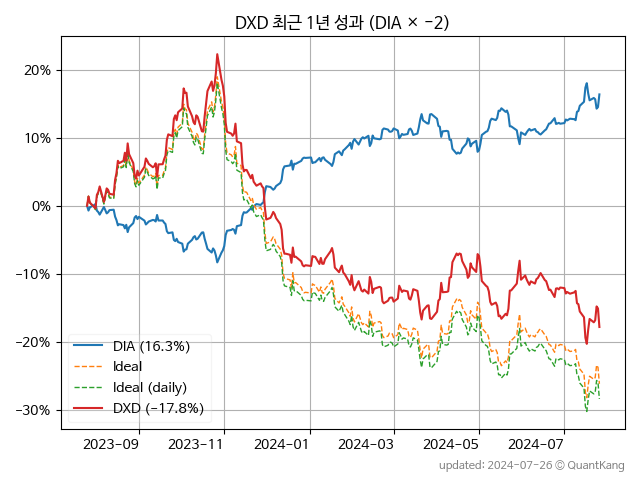 DXD 최근 1년 성과 (DIA × −2)
20%
10%
0%
−10%
−20%
−30%
DIA (16.3%)
Ideal
Ideal (daily)
DXD (−17.8%)
2023−09 2023−11 2024−01 2024−03 2024−05 2024−07
updated: 2024-07-26 © QuantKang